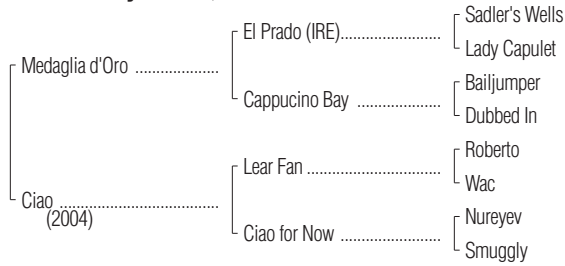 Sadler's Wells
El Prado (IRE)....................
Lady Capulet
Medaglia d'Oro ....................
Bailjumper
Cappucino Bay ....................
Dubbed In
Roberto
Lear Fan ................................
Wac
Ciao ......................................
(2004)
Nureyev
Ciao for Now ........................
Smuggly